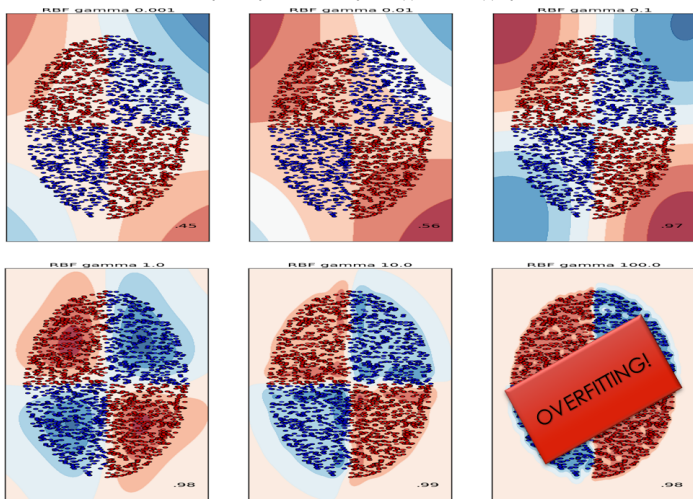 RBF gamma 0.001
RBF gamma 0.01
RBF gamma 0.1
.45
.56
.97
RBF gamma 1.0
RBF gamma 10.0
RBF gamma 100.0
OVERFITTING!
.98
.99
.98